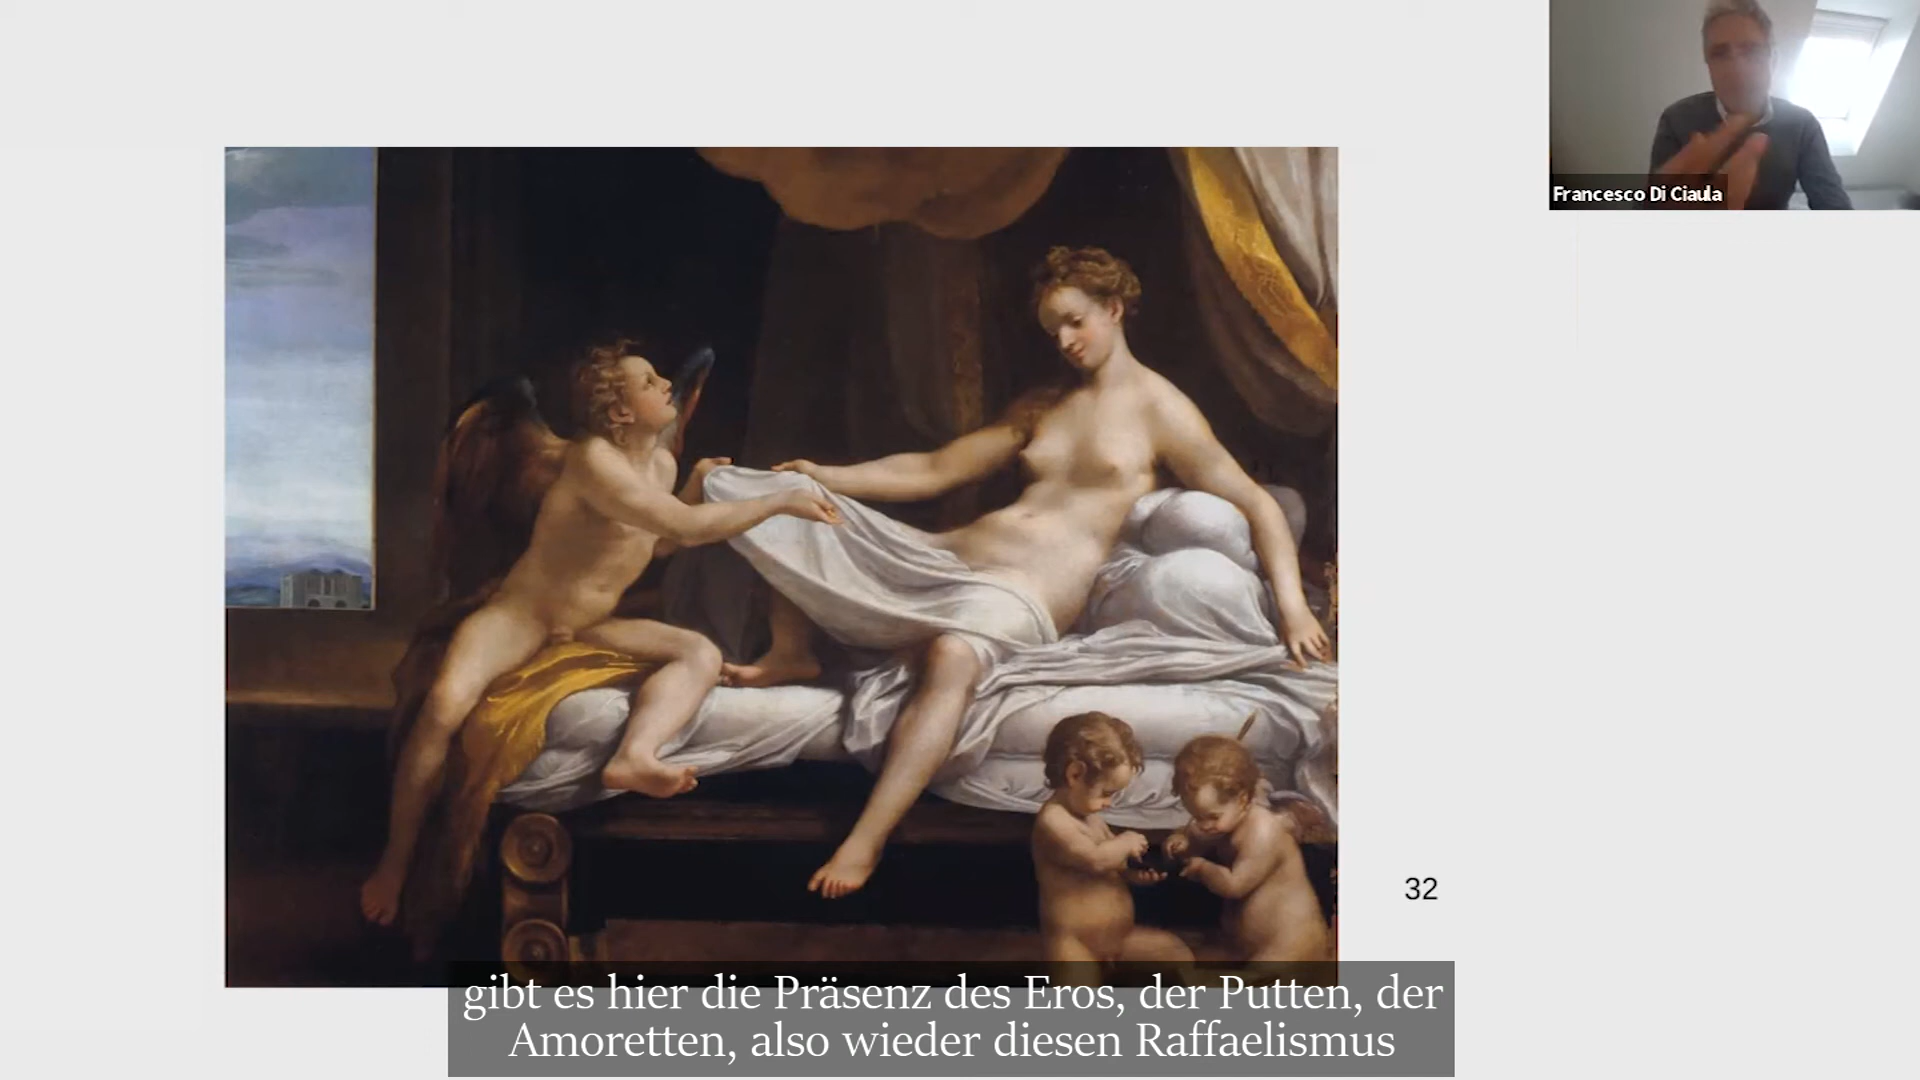 Francesco Di Ciaula
32
gibt es hier die Präsenz des Eros, der Putten, der
Amoretten, also wieder diesen Raffaelismus